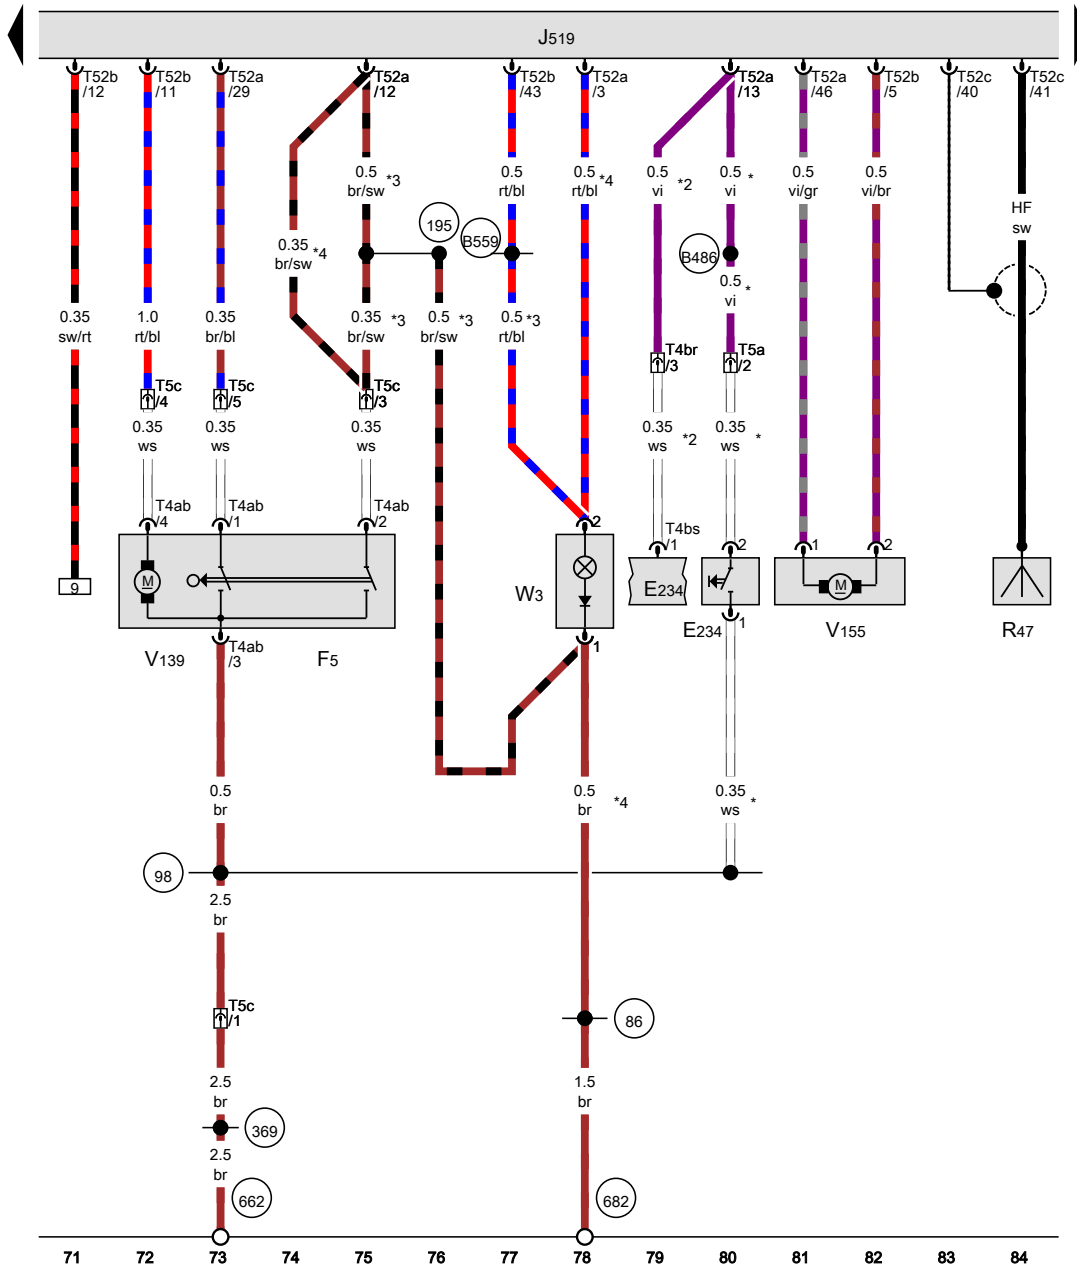 J519
T52b /12
T52b /11
T52a /29
T52a /12
T52b /43
T52a /3
T52a /13
T52a /46
T52b /5
T52c /40
T52c /41
0.5 br/sw *3
0.5 rt/bl
0.5 rt/bl *4
0.5 vi *2
0.5 vi *
0.5 vi/gr
0.5 vi/br
HF sw
195
B559
B486
0.35 br/sw *4
0.5 vi *
0.35 sw/rt
1.0 rt/bl
0.35 br/bl
0.35 br/sw *3
0.5 br/sw *3
0.5 rt/bl *3
T4br /3
T5a /2
T5c /4
T5c /5
T5c /3
0.35 ws
0.35 ws
0.35 ws
0.35 ws *2
0.35 ws *
T4ab /4
T4ab /1
T4ab /2
2
T4bs /1
2
1
2
9
M
W3
E234
M
1
T4ab /3
V139
F5
1
E234
V155
R47
0.5 br
0.5 br *4
0.35 ws *
98
2.5 br
T5c /1
86
2.5 br
1.5 br
369
2.5 br
662
682
71 72 73 74 75 76 77 78 79 80 81 82 83 84